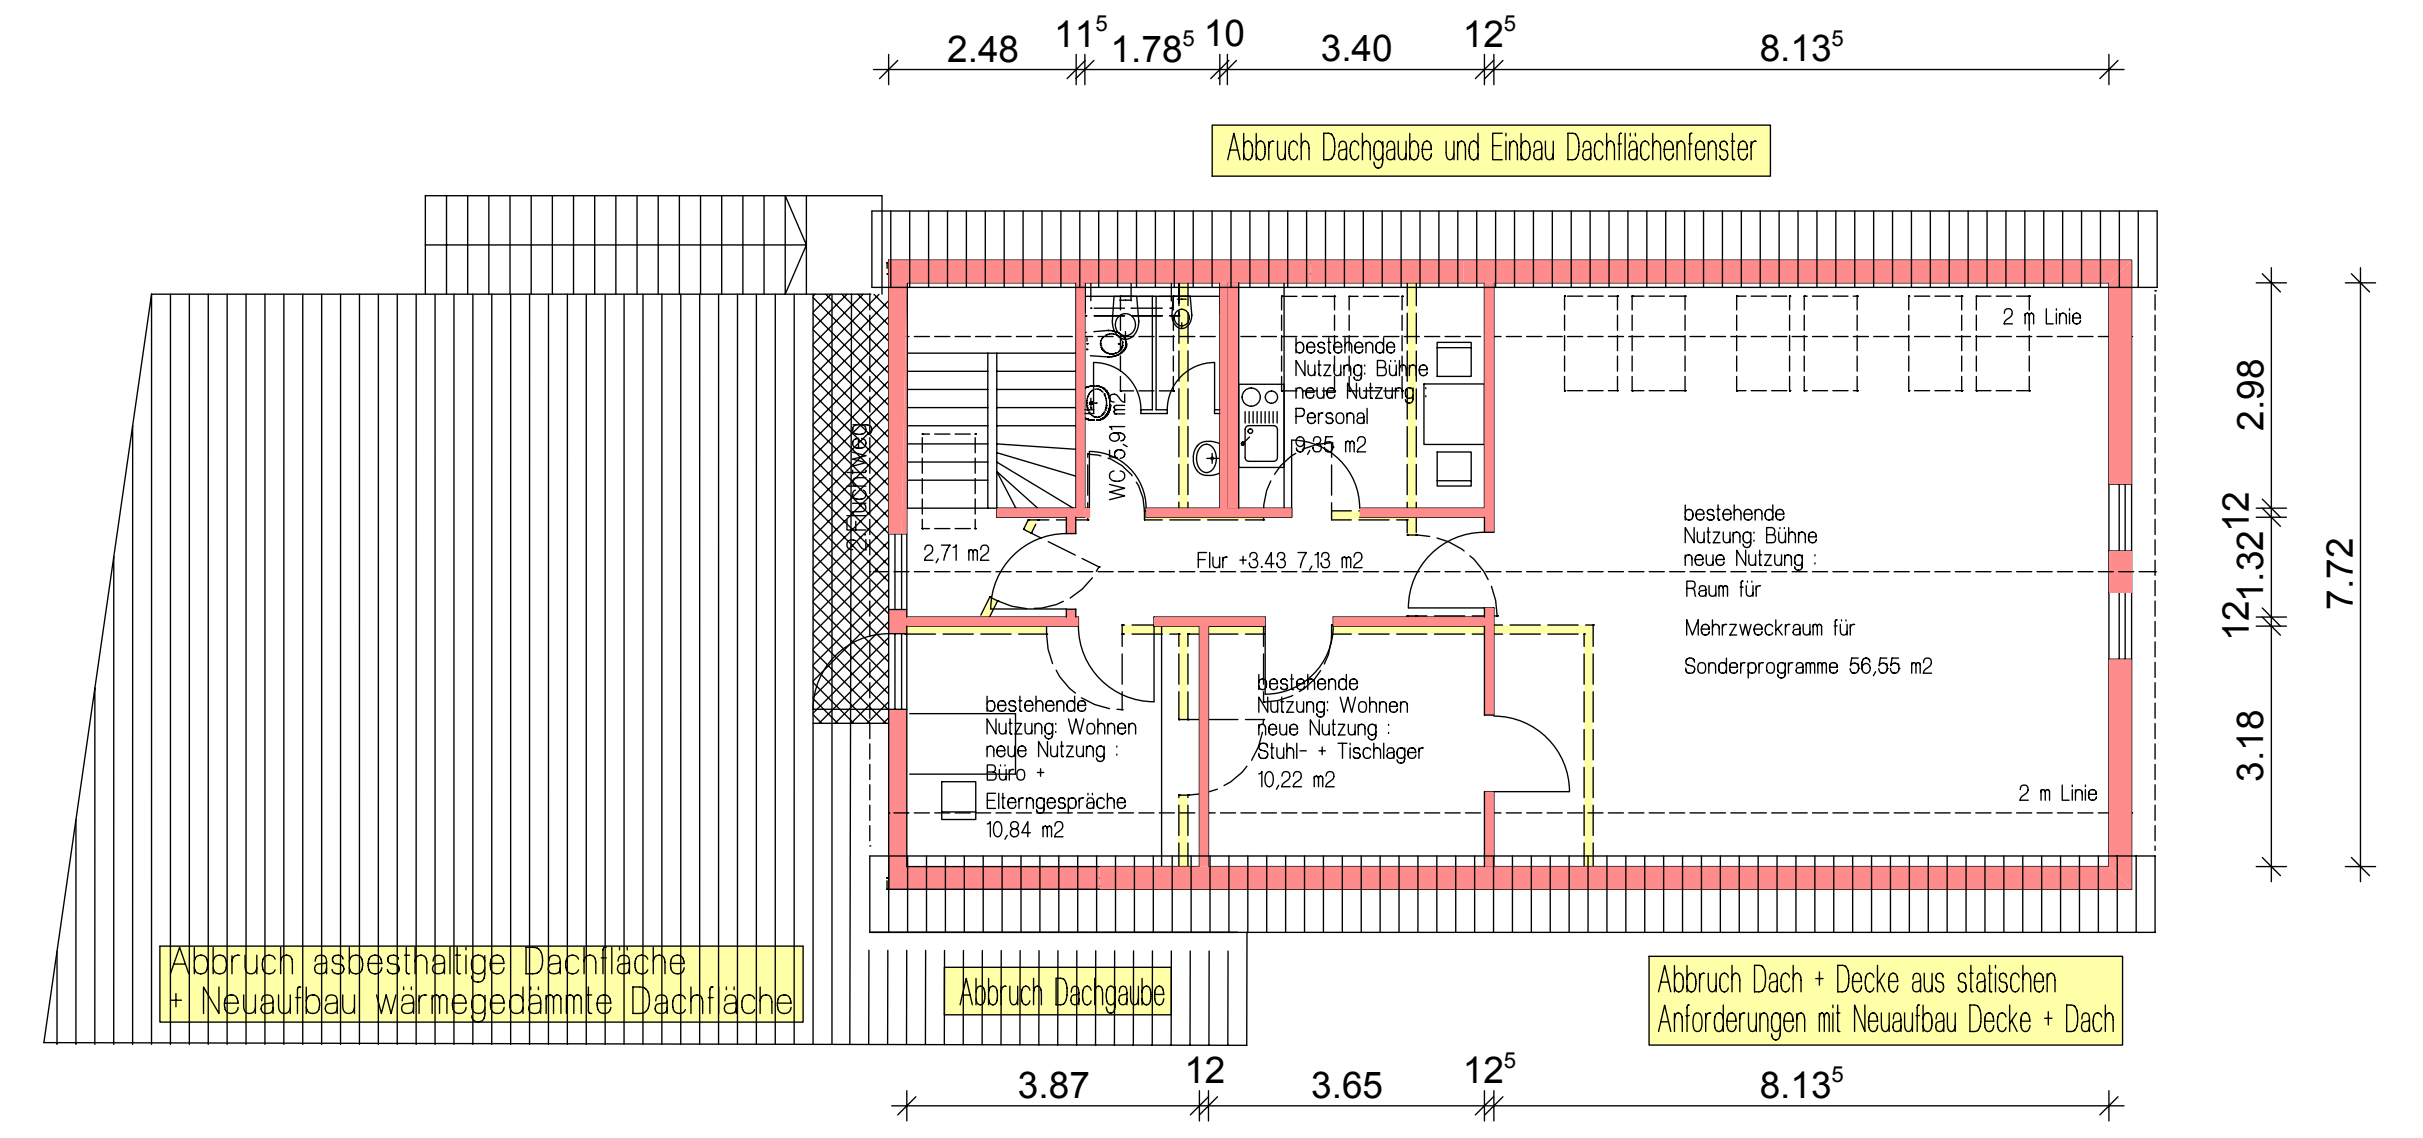 2.48 11⁵ 1.78⁵ 10 3.40 12⁵ 8.13⁵
Abbruch Dachgaube und Einbau Dachflächenfenster
2 m Linie
bestehende
Nutzung: Bühne
neue Nutzung :
Personal
9,35 m2
WC 5,91 m2
2.Fluchtweg
2,71 m2
Flur +3.43 7,13 m2
bestehende
Nutzung: Bühne
neue Nutzung :
Raum für
Mehrzweckraum für
Sonderprogramme 56,55 m2
2.98
12
1.32
12
3.18
7.72
bestehende
Nutzung: Wohnen
neue Nutzung :
Büro +
Elterngespräche
10,84 m2
bestehende
Nutzung: Wohnen
neue Nutzung :
Stuhl- + Tischlager
10,22 m2
2 m Linie
Abbruch asbesthaltige Dachfläche
+ Neuaufbau wärmegedämmte Dachfläche
Abbruch Dachgaube
Abbruch Dach + Decke aus statischen
Anforderungen mit Neuaufbau Decke + Dach
3.87 12 3.65 12⁵ 8.13⁵